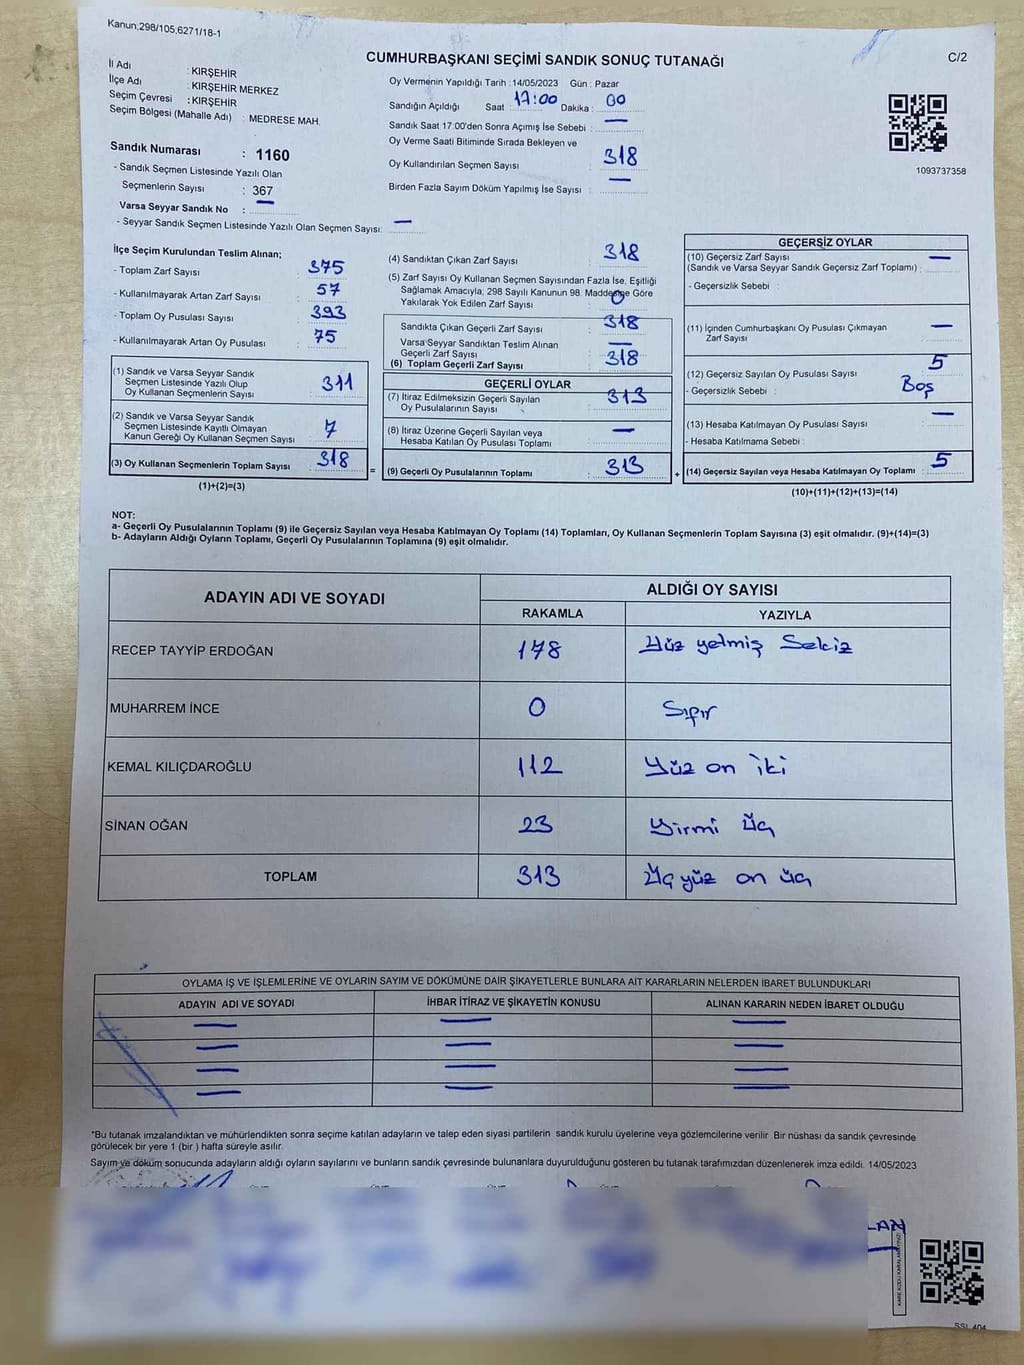 Kanun;298/105,6271/18-1
CUMHURBAŞKANI SEÇİMİ SANDIK SONUÇ TUTANAĞI
C/2
İl Adı : KIRŞEHİR
İlçe Adı : KIRŞEHİR MERKEZ
Seçim Çevresi : KIRŞEHİR
Seçim Bölgesi (Mahalle Adı) : MEDRESE MAH.
Sandık Numarası : 1160
- Sandık Seçmen Listesinde Yazılı Olan
Seçmenlerin Sayısı : 367
Varsa Seyyar Sandık No : —
- Seyyar Sandık Seçmen Listesinde Yazılı Olan Seçmen Sayısı: —
Oy Vermenin Yapıldığı Tarih :14/05/2023 Gün : Pazar
Sandığın Açıldığı Saat : 17:00 Dakika : 00
Sandık Saat 17:00'den Sonra Açımış İse Sebebi : —
Oy Verme Saati Bitiminde Sırada Bekleyen ve
Oy Kullandırılan Seçmen Sayısı : 318
Birden Fazla Sayım Döküm Yapılmış İse Sayısı : —
1093737358
İlçe Seçim Kurulundan Teslim Alınan;
- Toplam Zarf Sayısı : 375
- Kullanılmayarak Artan Zarf Sayısı : 57
- Toplam Oy Pusulası Sayısı : 393
- Kullanılmayarak Artan Oy Pusulası : 75
(1) Sandık ve Varsa Seyyar Sandık
Seçmen Listesinde Yazılı Olup
Oy Kullanan Seçmenlerin Sayısı : 311
(2) Sandık ve Varsa Seyyar Sandık
Seçmen Listesinde Kayıtlı Olmayan
Kanun Gereği Oy Kullanan Seçmen Sayısı : 7
(3) Oy Kullanan Seçmenlerin Toplam Sayısı : 318
(1)+(2)=(3)
=
(4) Sandıktan Çıkan Zarf Sayısı : 318
(5) Zarf Sayısı Oy Kullanan Seçmen Sayısından Fazla İse, Eşitliği
Sağlamak Amacıyla, 298 Sayılı Kanunun 98. Maddesine Göre
Yakılarak Yok Edilen Zarf Sayısı : 0
Sandıkta Çıkan Geçerli Zarf Sayısı : 318
Varsa Seyyar Sandıktan Teslim Alınan
Geçerli Zarf Sayısı : —
(6) Toplam Geçerli Zarf Sayısı : 318
GEÇERLİ OYLAR
(7) İtiraz Edilmeksizin Geçerli Sayılan
Oy Pusulalarının Sayısı : 313
(8) İtiraz Üzerine Geçerli Sayılan veya
Hesaba Katılan Oy Pusulası Toplamı : —
(9) Geçerli Oy Pusulalarının Toplamı : 313
+
GEÇERSİZ OYLAR
(10) Geçersiz Zarf Sayısı
(Sandık ve Varsa Seyyar Sandık Geçersiz Zarf Toplamı) : —
- Geçersizlik Sebebi :
(11) İçinden Cumhurbaşkanı Oy Pusulası Çıkmayan
Zarf Sayısı : —
(12) Geçersiz Sayılan Oy Pusulası Sayısı : 5
- Geçersizlik Sebebi : Boş
(13) Hesaba Katılmayan Oy Pusulası Sayısı : —
- Hesaba Katılmama Sebebi :
(14) Geçersiz Sayılan veya Hesaba Katılmayan Oy Toplamı : 5
(10)+(11)+(12)+(13)=(14)
NOT:
a- Geçerli Oy Pusulalarının Toplamı (9) ile Geçersiz Sayılan veya Hesaba Katılmayan Oy Toplamı (14) Toplamları, Oy Kullanan Seçmenlerin Toplam Sayısına (3) eşit olmalıdır. (9)+(14)=(3)
b- Adayların Aldığı Oyların Toplamı, Geçerli Oy Pusulalarının Toplamına (9) eşit olmalıdır.
ADAYIN ADI VE SOYADI ALDIĞI OY SAYISI
RAKAMLA YAZIYLA
RECEP TAYYİP ERDOĞAN 178 Yüz yetmiş Sekiz
MUHARREM İNCE 0 Sıfır
KEMAL KILIÇDAROĞLU 112 Yüz on iki
SİNAN OĞAN 23 Yirmi üç
TOPLAM 313 Üç yüz on üç
OYLAMA İŞ VE İŞLEMLERİNE VE OYLARIN SAYIM VE DÖKÜMÜNE DAİR ŞİKAYETLERLE BUNLARA AİT KARARLARIN NELERDEN İBARET BULUNDUKLARI
ADAYIN ADI VE SOYADI İHBAR İTİRAZ VE ŞİKAYETİN KONUSU ALINAN KARARIN NEDEN İBARET OLDUĞU
— — —
— — —
— — —
— — —
*Bu tutanak imzalandıktan ve mühürlendikten sonra seçime katılan adayların ve talep eden siyasi partilerin sandık kurulu üyelerine veya gözlemcilerine verilir. Bir nüshası da sandık çevresinde
görülecek bir yere 1 (bir ) hafta süreyle asılır.
Sayım ve döküm sonucunda adayların aldığı oyların sayılarını ve bunların sandık çevresinde bulunanlara duyurulduğunu gösteren bu tutanak tarafımızdan düzenlenerek imza edildi. 14/05/2023